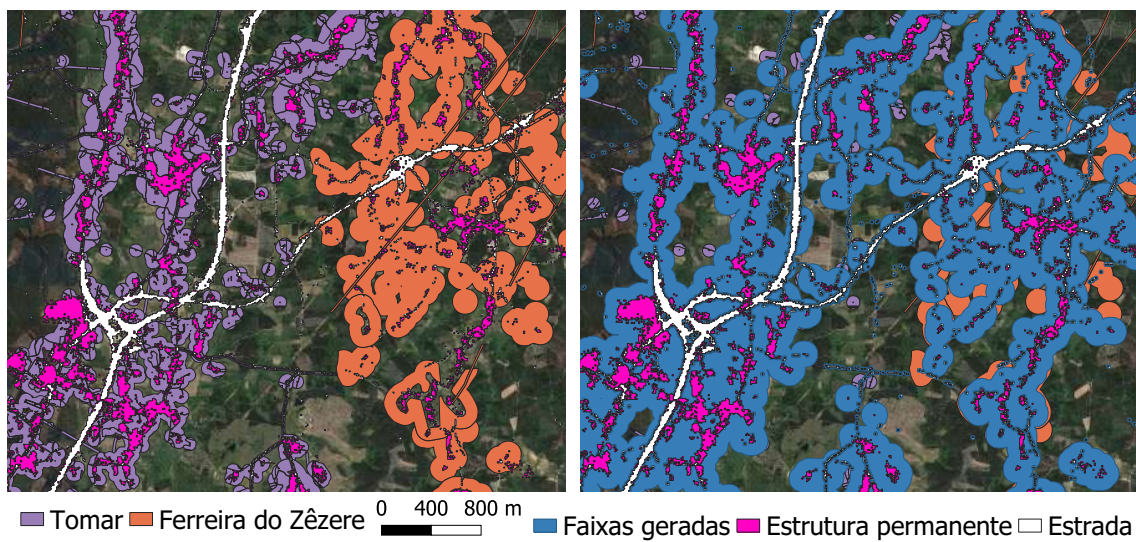 Tomar Ferreira do Zêzere 0 400 800 m
Faixas geradas Estrutura permanente Estrada